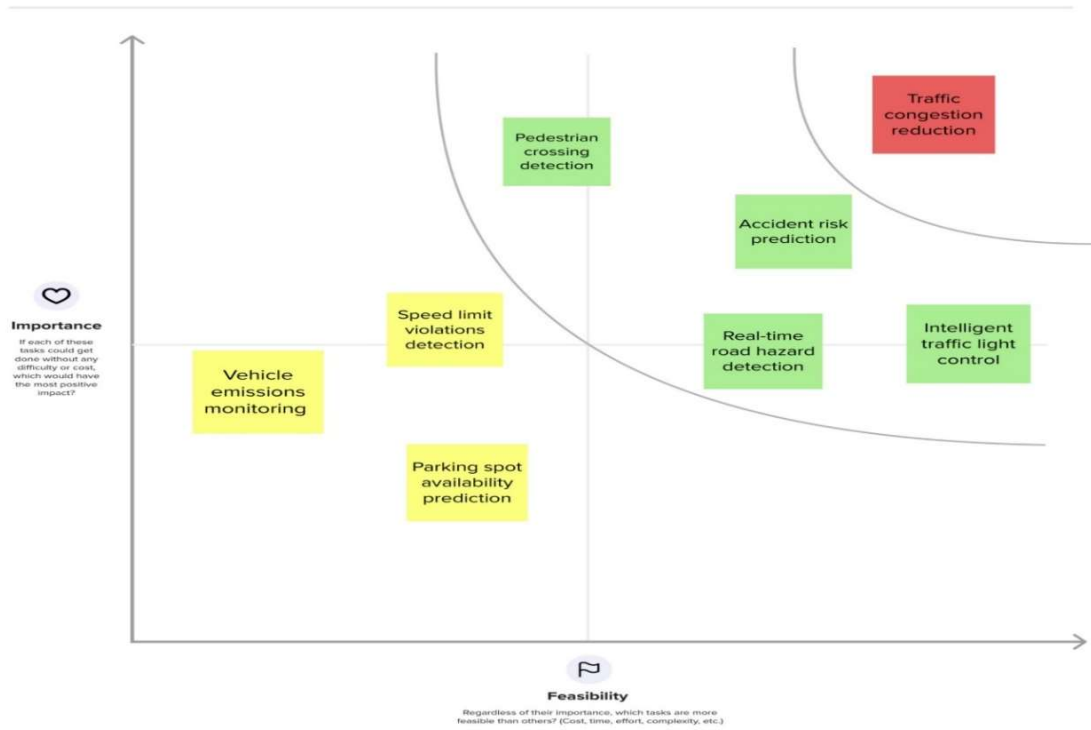 Traffic
congestion
reduction
Pedestrian
crossing
detection
Accident risk
prediction
Speed limit
violations
detection
Real-time
road hazard
detection
Intelligent
traffic light
control
Vehicle
emissions
monitoring
Parking spot
availability
prediction
Importance
If each of these
tasks could get
done without any
difficulty or cost,
which would have
the most positive
impact?
Feasibility
Regardless of their importance, which tasks are more
feasible than others? (Cost, time, effort, complexity, etc.)